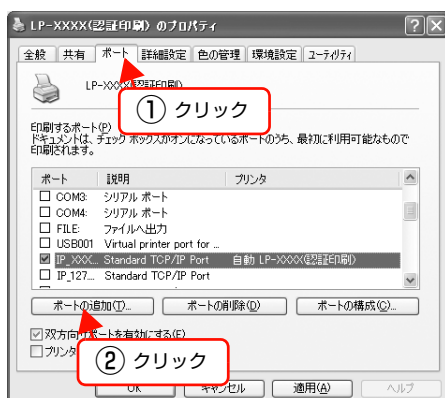 LP-XXXX(認証印刷) のプロパティ
全般 共有 ポート 詳細設定 色の管理 環境設定 ユーティリティ
LP-XXXX(認証印刷)
① クリック
印刷するポート(P)
ドキュメントは、チェック ボックスがオンになっているポートのうち、最初に利用可能なもので
印刷されます。
ポート 説明 プリンタ
COM3: シリアル ポート
COM4: シリアル ポート
FILE: ファイルへ出力
USB001 Virtual printer port for ...
IP_XXX... Standard TCP/IP Port 自動 LP-XXXX(認証印刷)
IP_127... Standard TCP/IP Port
ポートの追加(T)... ポートの削除(D) ポートの構成(C)...
双方向サポートを有効にする(E)
プリンタ
② クリック
OK キャンセル 適用(A) ヘルプ